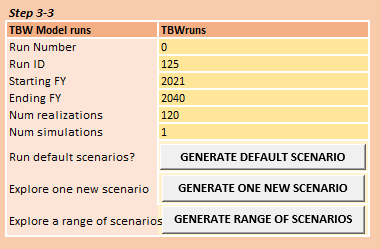 Step 3-3
TBW Model runs TBWruns
Run Number 0
Run ID 125
Starting FY 2021
Ending FY 2040
Num realizations 120
Num simulations 1
Run default scenarios? GENERATE DEFAULT SCENARIO
Explore one new scenario GENERATE ONE NEW SCENARIO
Explore a range of scenarios GENERATE RANGE OF SCENARIOS